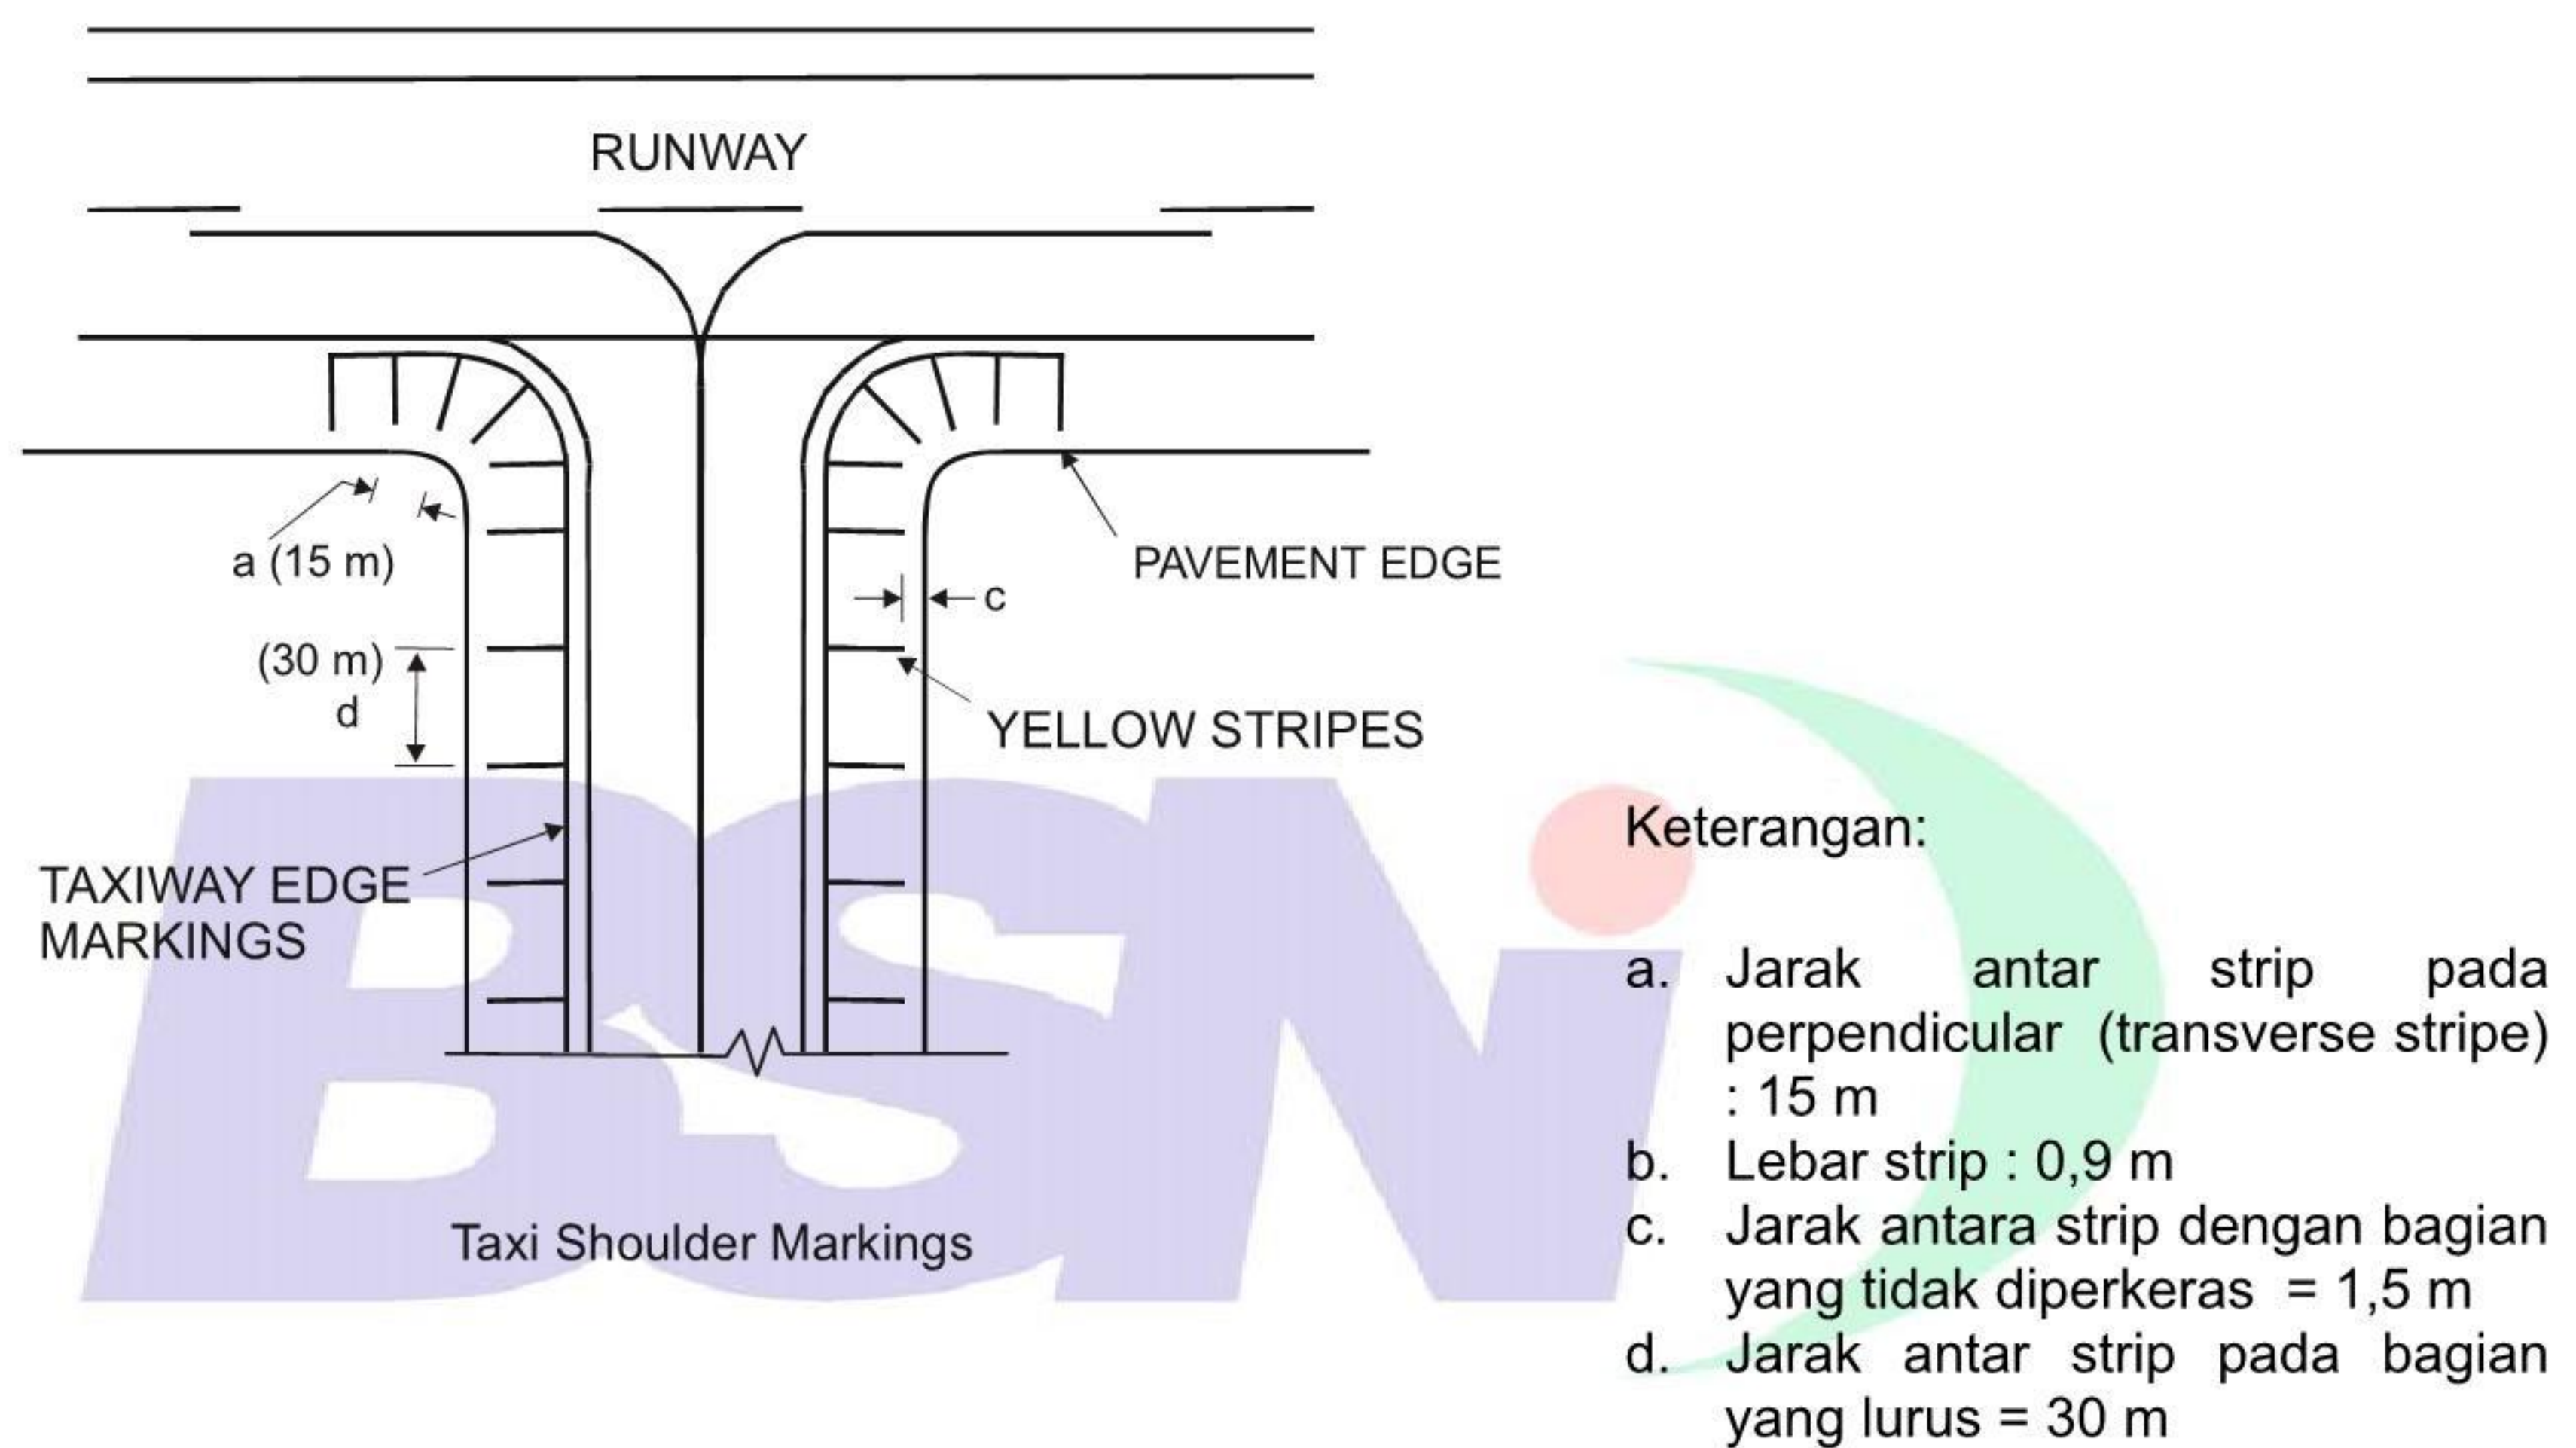 RUNWAY
a (15 m)
PAVEMENT EDGE
c
(30 m)
d
YELLOW STRIPES
TAXIWAY EDGE
MARKINGS
Taxi Shoulder Markings
BSNi
Keterangan:
a. Jarak antar strip pada
perpendicular (transverse stripe)
: 15 m
b. Lebar strip : 0,9 m
c. Jarak antara strip dengan bagian
yang tidak diperkeras = 1,5 m
d. Jarak antar strip pada bagian
yang lurus = 30 m